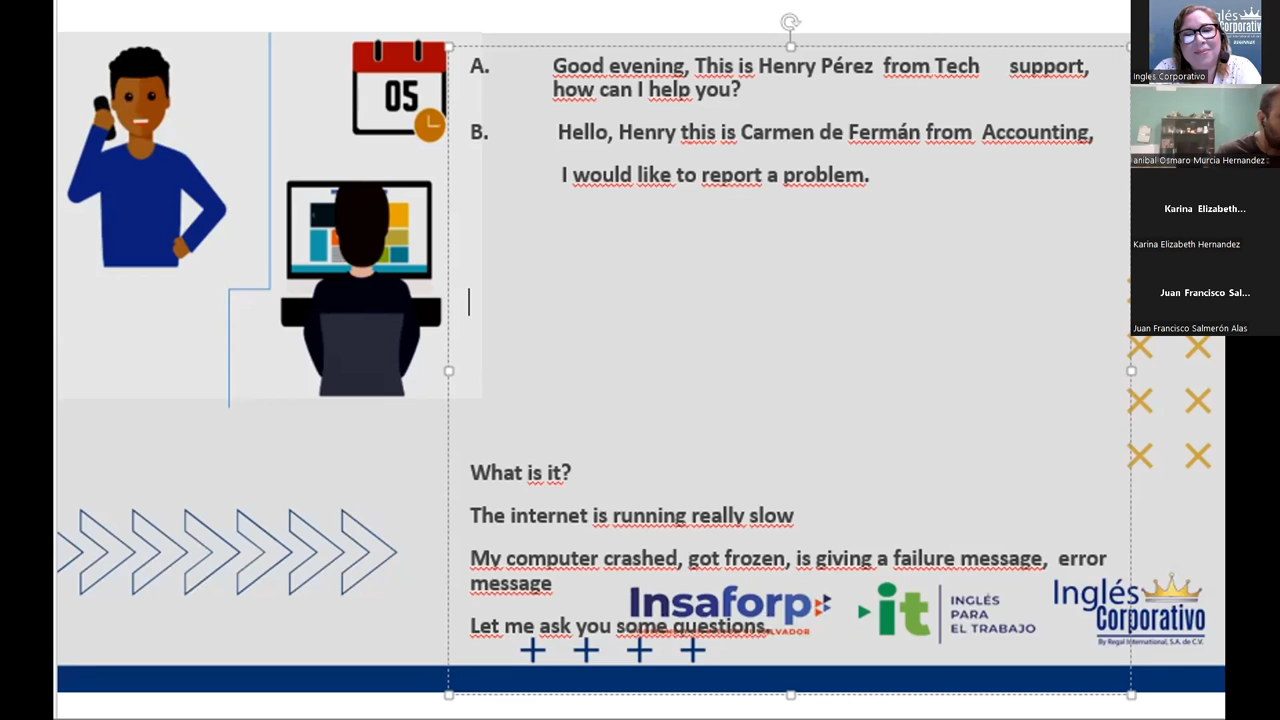 05
A. Good evening, This is Henry Pérez from Tech support,
how can I help you?
B. Hello, Henry this is Carmen de Fermán from Accounting,
I would like to report a problem.
What is it?
The internet is running really slow
My computer crashed, got frozen, is giving a failure message, error
message
Let me ask you some questions.
Insaforp
it
INGLÉS
PARA
EL TRABAJO
Inglés
Corporativo
By Regal International, S.A. de C.V.
Inglés Corporativo
anibal Osmaro Murcia Hernandez
Karina Elizabeth...
Karina Elizabeth Hernandez
Juan Francisco Sal...
Juan Francisco Salmerón Alas